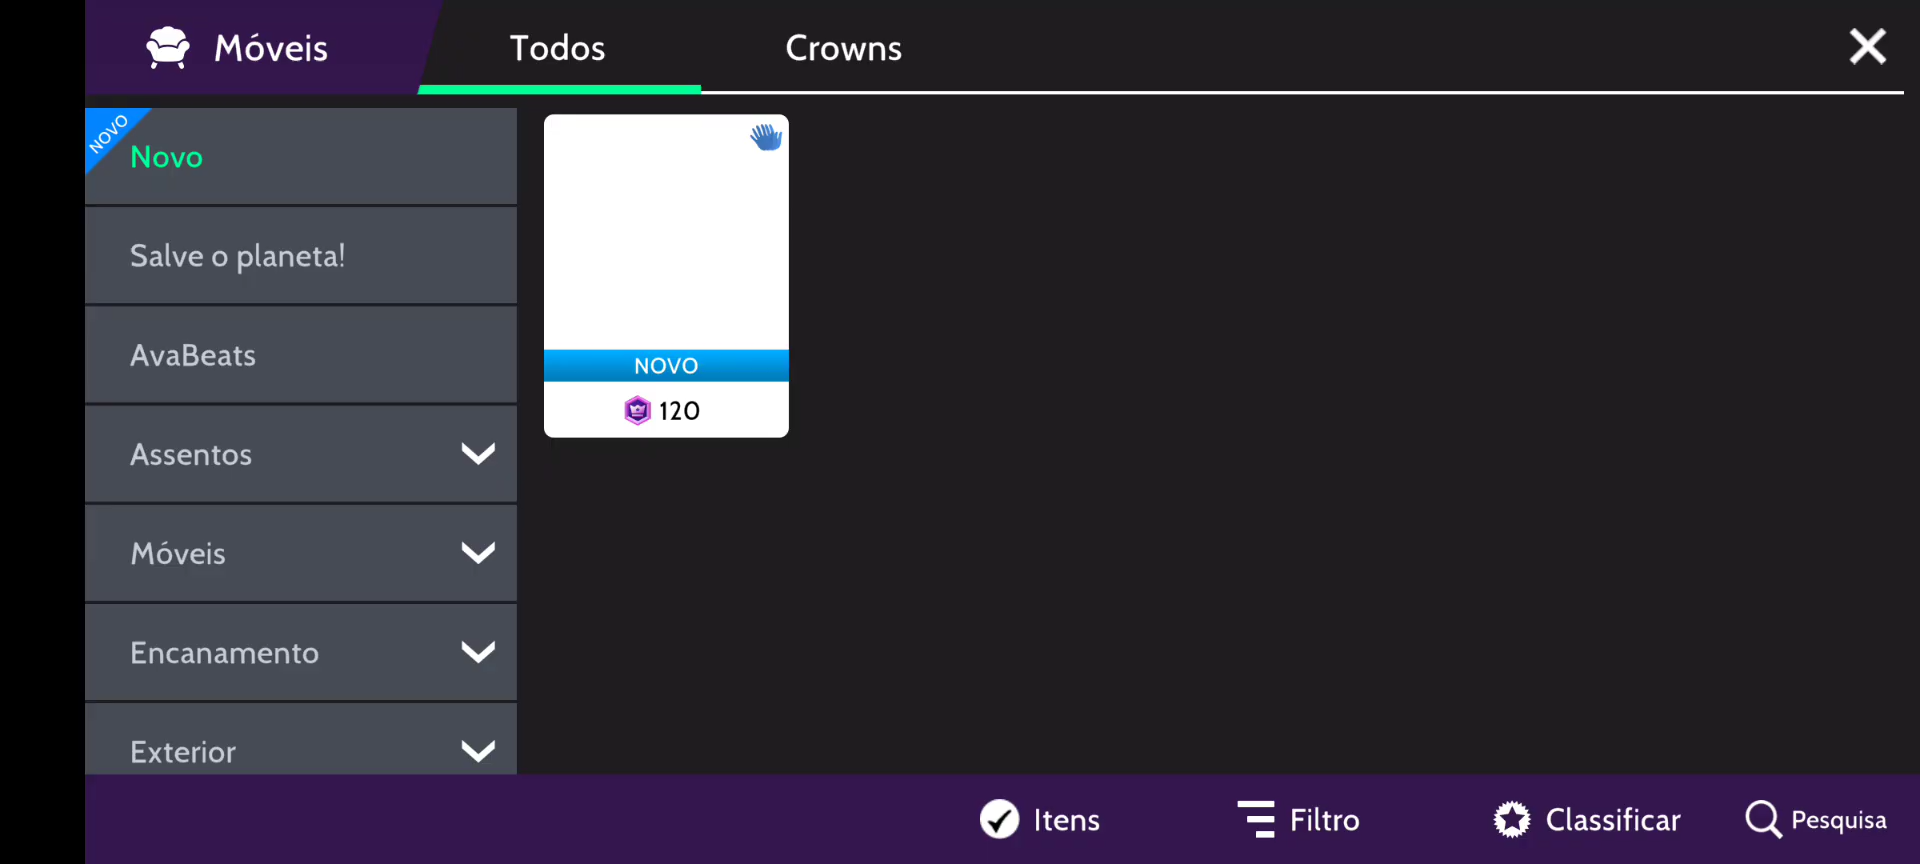 Móveis
Todos
Crowns
NOVO
Novo
Salve o planeta!
AvaBeats
Assentos
Móveis
Encanamento
Exterior
NOVO
120
Itens
Filtro
Classificar
Pesquisa